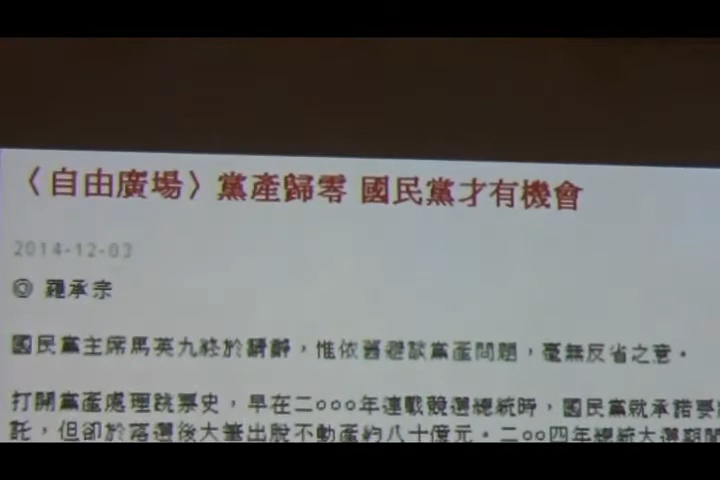 〈自由廣場〉黨產歸零 國民黨才有機會
2014-12-03
◎ 羅承宗
國民黨主席馬英九終於請辭，惟依舊避談黨產問題，毫無反省之意。
打開黨產處理跳票史，早在二○○○年連戰競選總統時，國民黨就承諾要
託，但卻於落選後大筆出脫不動產約八十億元。二○○四年總統大選期間